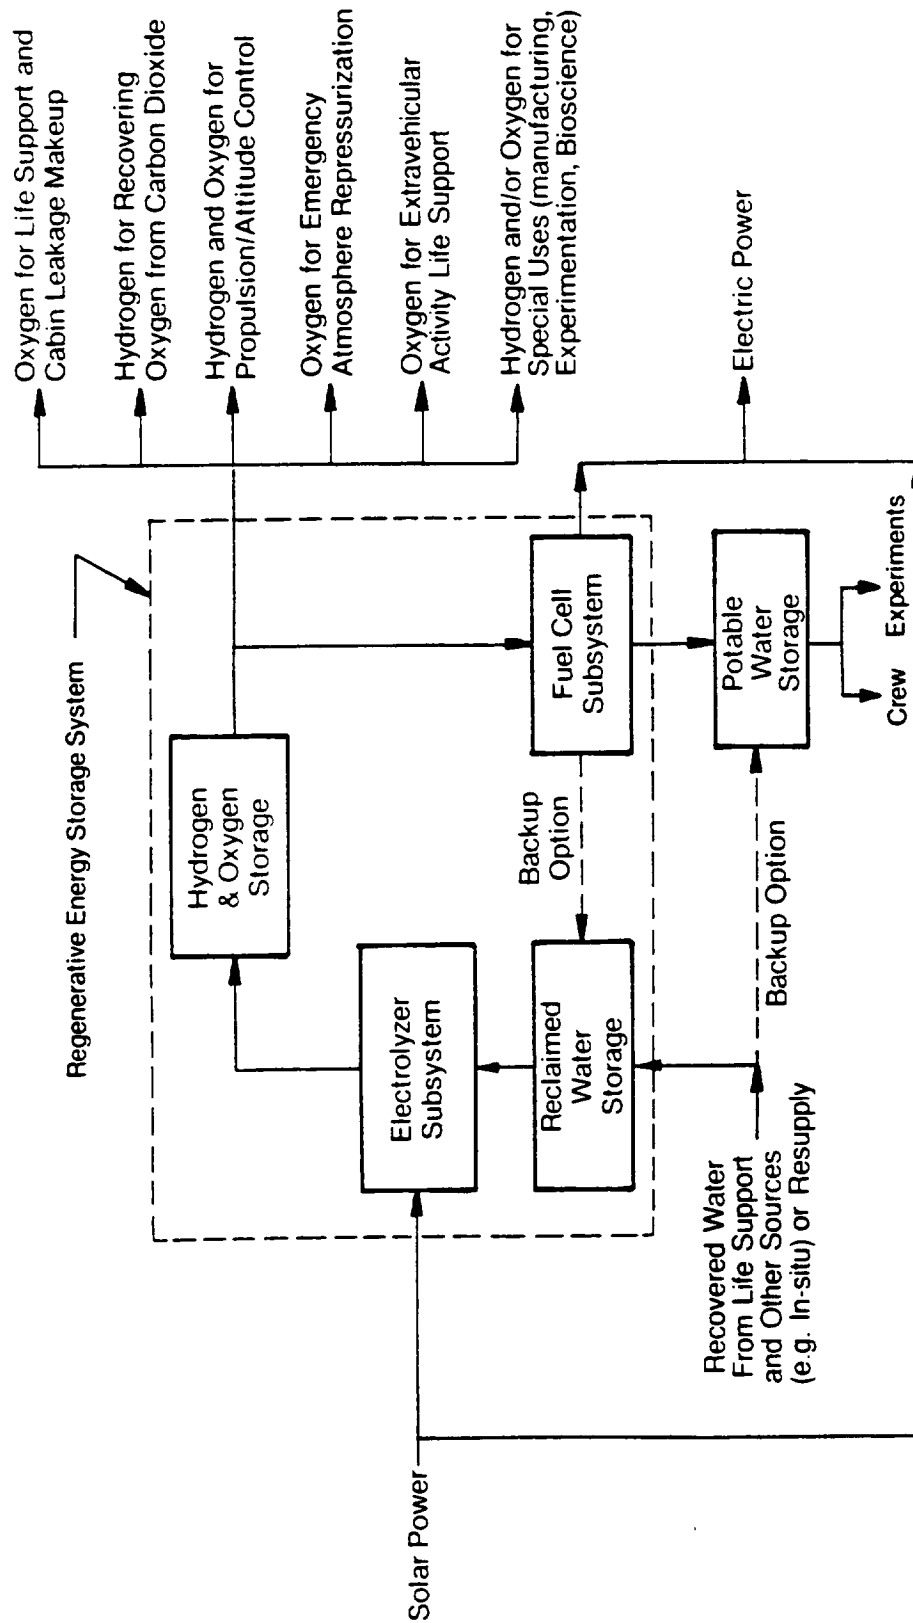 Regenerative Energy Storage System
Oxygen for Life Support and
Cabin Leakage Makeup
Hydrogen for Recovering
Oxygen from Carbon Dioxide
Hydrogen and Oxygen for
Propulsion/Attitude Control
Oxygen for Emergency
Atmosphere Repressurization
Oxygen for Extravehicular
Activity Life Support
Hydrogen and/or Oxygen for
Special Uses (manufacturing,
Experimentation, Bioscience)
Hydrogen
& Oxygen
Storage
Solar Power
Electrolyzer
Subsystem
Reclaimed
Water
Storage
Backup
Option
Fuel Cell
Subsystem
Electric Power
Recovered Water
From Life Support
and Other Sources
(e.g. In-situ) or Resupply
Backup Option
Potable
Water
Storage
Crew
Experiments